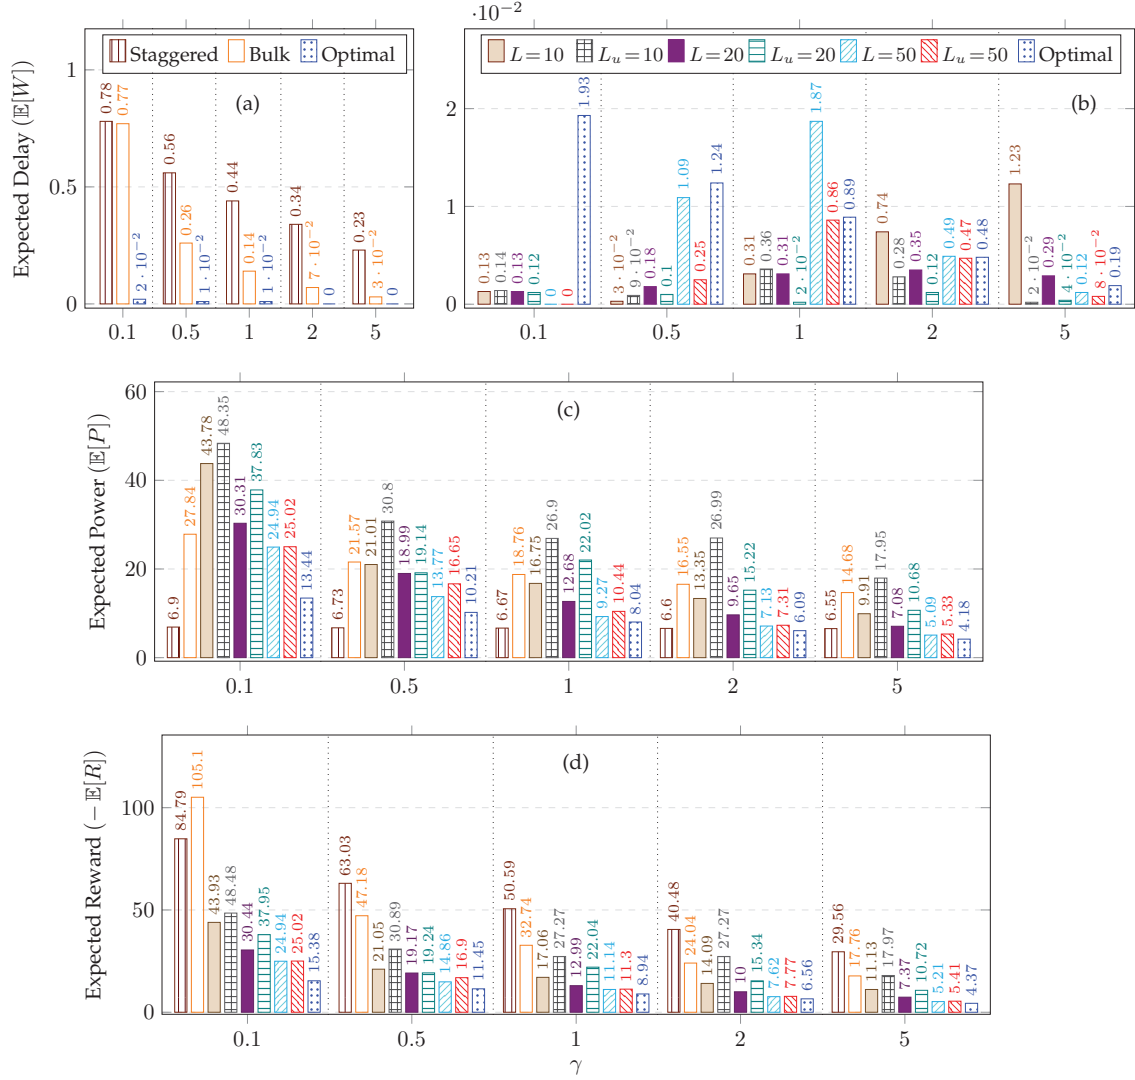 ·10⁻²
Staggered Bulk Optimal
L=10 Lᵤ=10 L=20 Lᵤ=20 L=50 Lᵤ=50 Optimal
(a)
(b)
Expected Delay (𝔼[W])
1
0.5
0
2
1
0
0.78 0.77 2 · 10⁻² 0.56 0.26 1 · 10⁻² 0.44 0.14 1 · 10⁻² 0.34 7 · 10⁻² 0 0.23 3 · 10⁻² 0
0.13 0.14 0.13 0.12 0 0 1.93 3 · 10⁻² 9 · 10⁻² 0.18 0.1 1.09 0.25 1.24 0.31 0.36 0.31 2 · 10⁻² 1.87 0.86 0.89 0.74 0.28 0.35 0.12 0.49 0.47 0.48 1.23 2 · 10⁻² 0.29 4 · 10⁻² 0.12 8 · 10⁻² 0.19
0.1 0.5 1 2 5
0.1 0.5 1 2 5
(c)
Expected Power (𝔼[P])
60
40
20
0
6.9 27.84 43.78 48.35 30.31 37.83 24.94 25.02 13.44 6.73 21.57 21.01 30.8 18.99 19.14 13.77 16.65 10.21 6.67 18.76 16.75 26.9 12.68 22.02 9.27 10.44 8.04 6.6 16.55 13.35 26.99 9.65 15.22 7.13 7.31 6.09 6.55 14.68 9.91 17.95 7.08 10.68 5.09 5.33 4.18
0.1 0.5 1 2 5
(d)
Expected Reward (− 𝔼[R])
100
50
0
84.79 105.1 43.93 48.48 30.44 37.95 24.94 25.02 15.38 63.03 47.18 21.05 30.89 19.17 19.24 14.86 16.9 11.45 50.59 32.74 17.06 27.27 12.99 22.04 11.14 11.3 8.94 40.48 24.04 14.09 27.27 10 15.34 7.62 7.77 6.56 29.56 17.76 11.13 17.97 7.37 10.72 5.21 5.41 4.37
0.1 0.5 1 2 5
γ